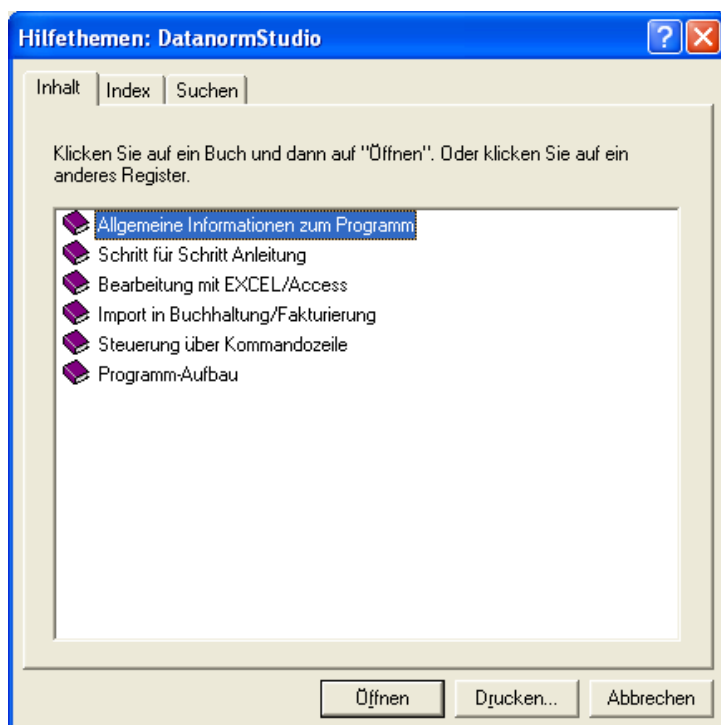 Hilfethemen: DatanormStudio
?
Inhalt Index Suchen
Klicken Sie auf ein Buch und dann auf "Öffnen". Oder klicken Sie auf ein
anderes Register.
Allgemeine Informationen zum Programm
Schritt für Schritt Anleitung
Bearbeitung mit EXCEL/Access
Import in Buchhaltung/Fakturierung
Steuerung über Kommandozeile
Programm-Aufbau
Öffnen Drucken... Abbrechen